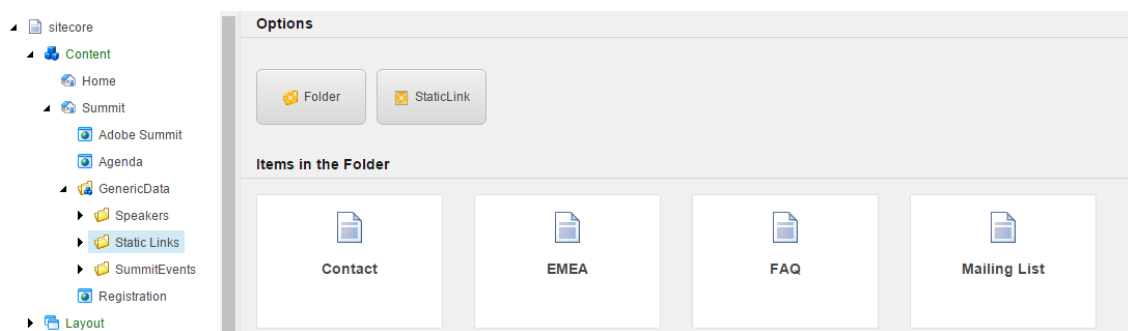 sitecore
Content
Home
Summit
Adobe Summit
Agenda
GenericData
Speakers
Static Links
SummitEvents
Registration
Layout
Options
Folder StaticLink
Items in the Folder
Contact EMEA FAQ Mailing List